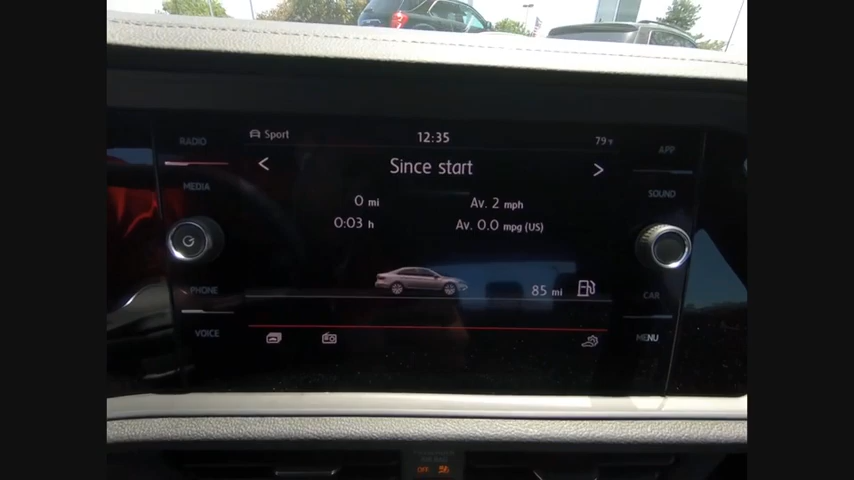 Sport 12:35 79°F
RADIO
APP
Since start
MEDIA
SOUND
0 mi Av. 2 mph
0:03 h Av. 0.0 mpg (US)
PHONE
85 mi
CAR
VOICE
MENU
OFF